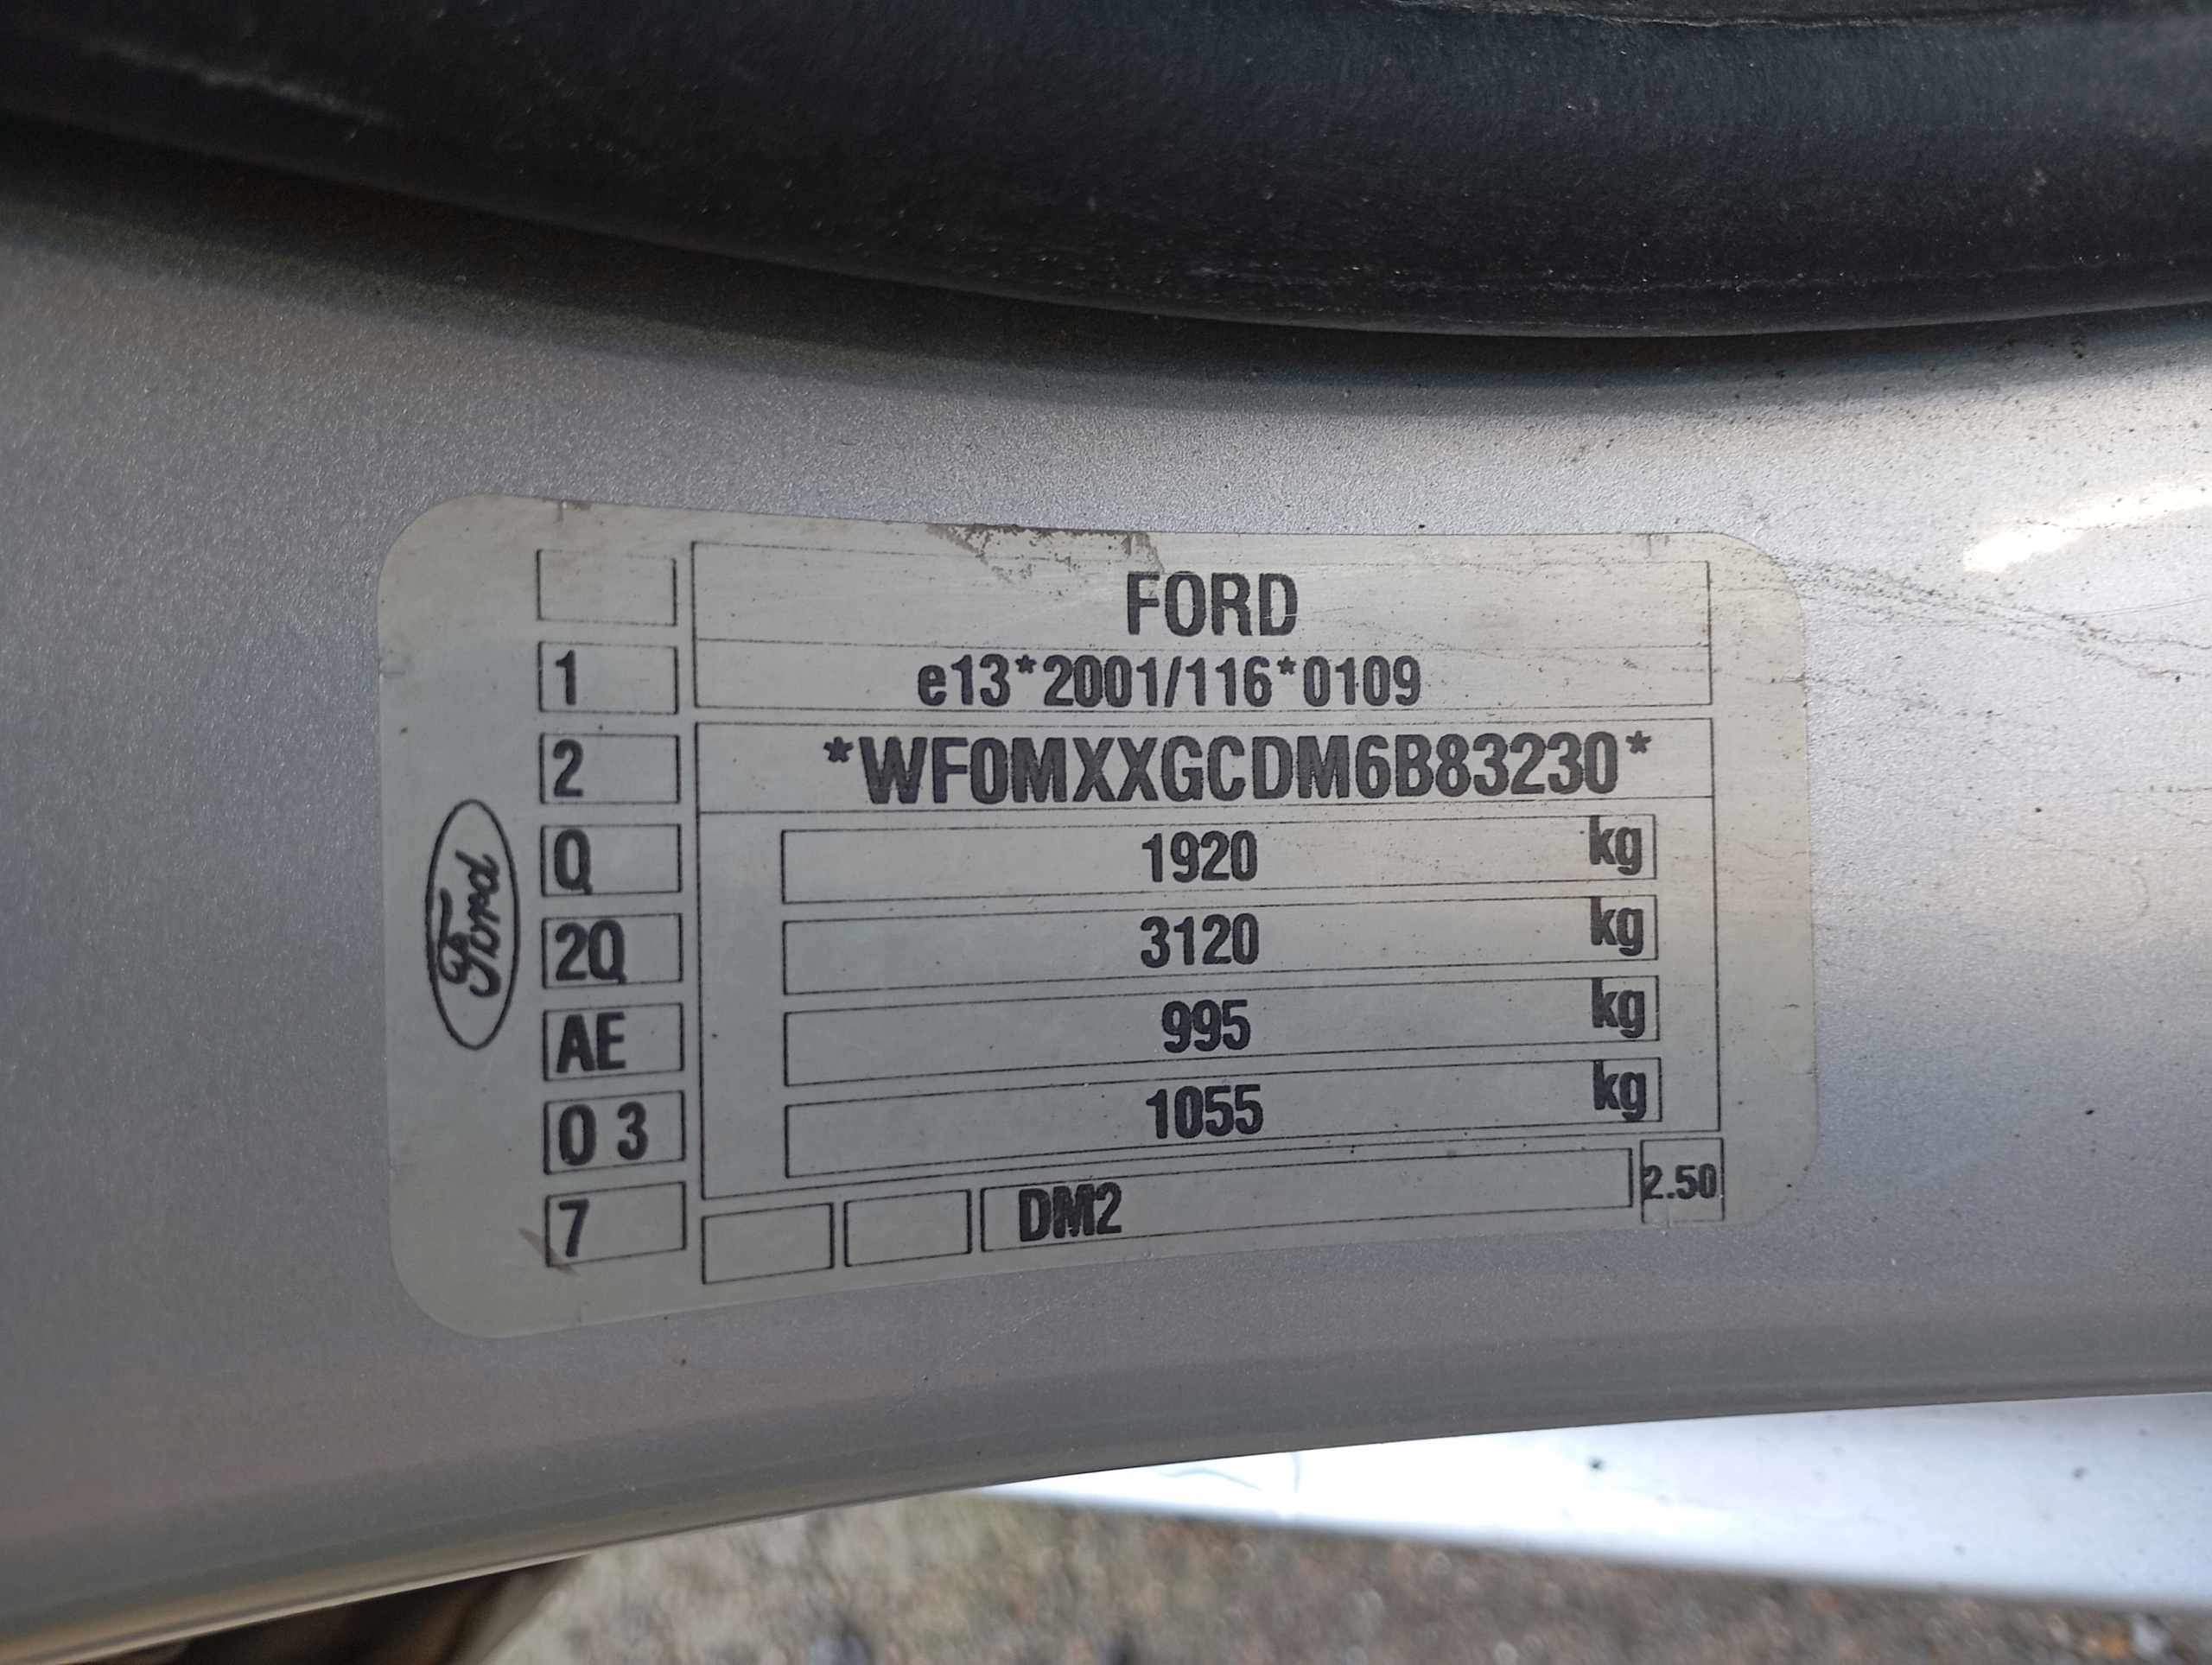 FORD
1 e13*2001/116*0109
2 *WF0MXXGCDM6B83230*
Q 1920 kg
2Q 3120 kg
AE 995 kg
0 3 1055 kg
7 DM2 2.50
Ford